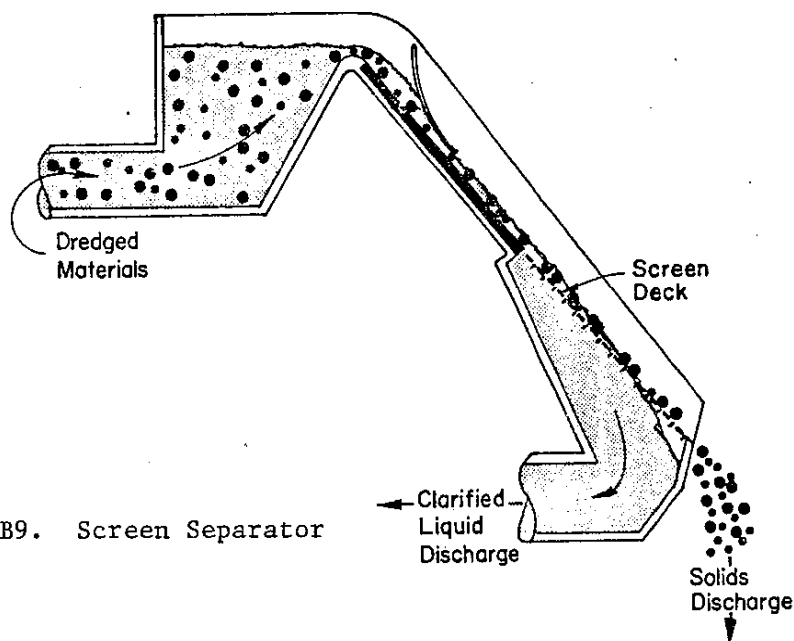 Dredged
Materials
Screen
Deck
Clarified
Liquid
Discharge
B9. Screen Separator
Solids
Discharge